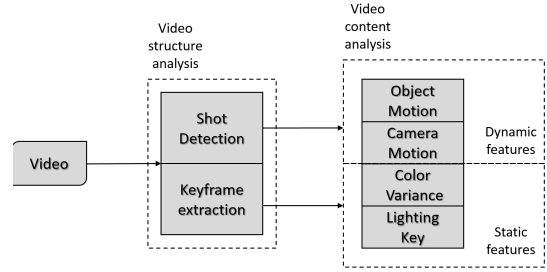 Video
structure
analysis
Video
content
analysis
Video
Shot
Detection
Keyframe
extraction
Object
Motion
Camera
Motion
Color
Variance
Lighting
Key
Dynamic
features
Static
features